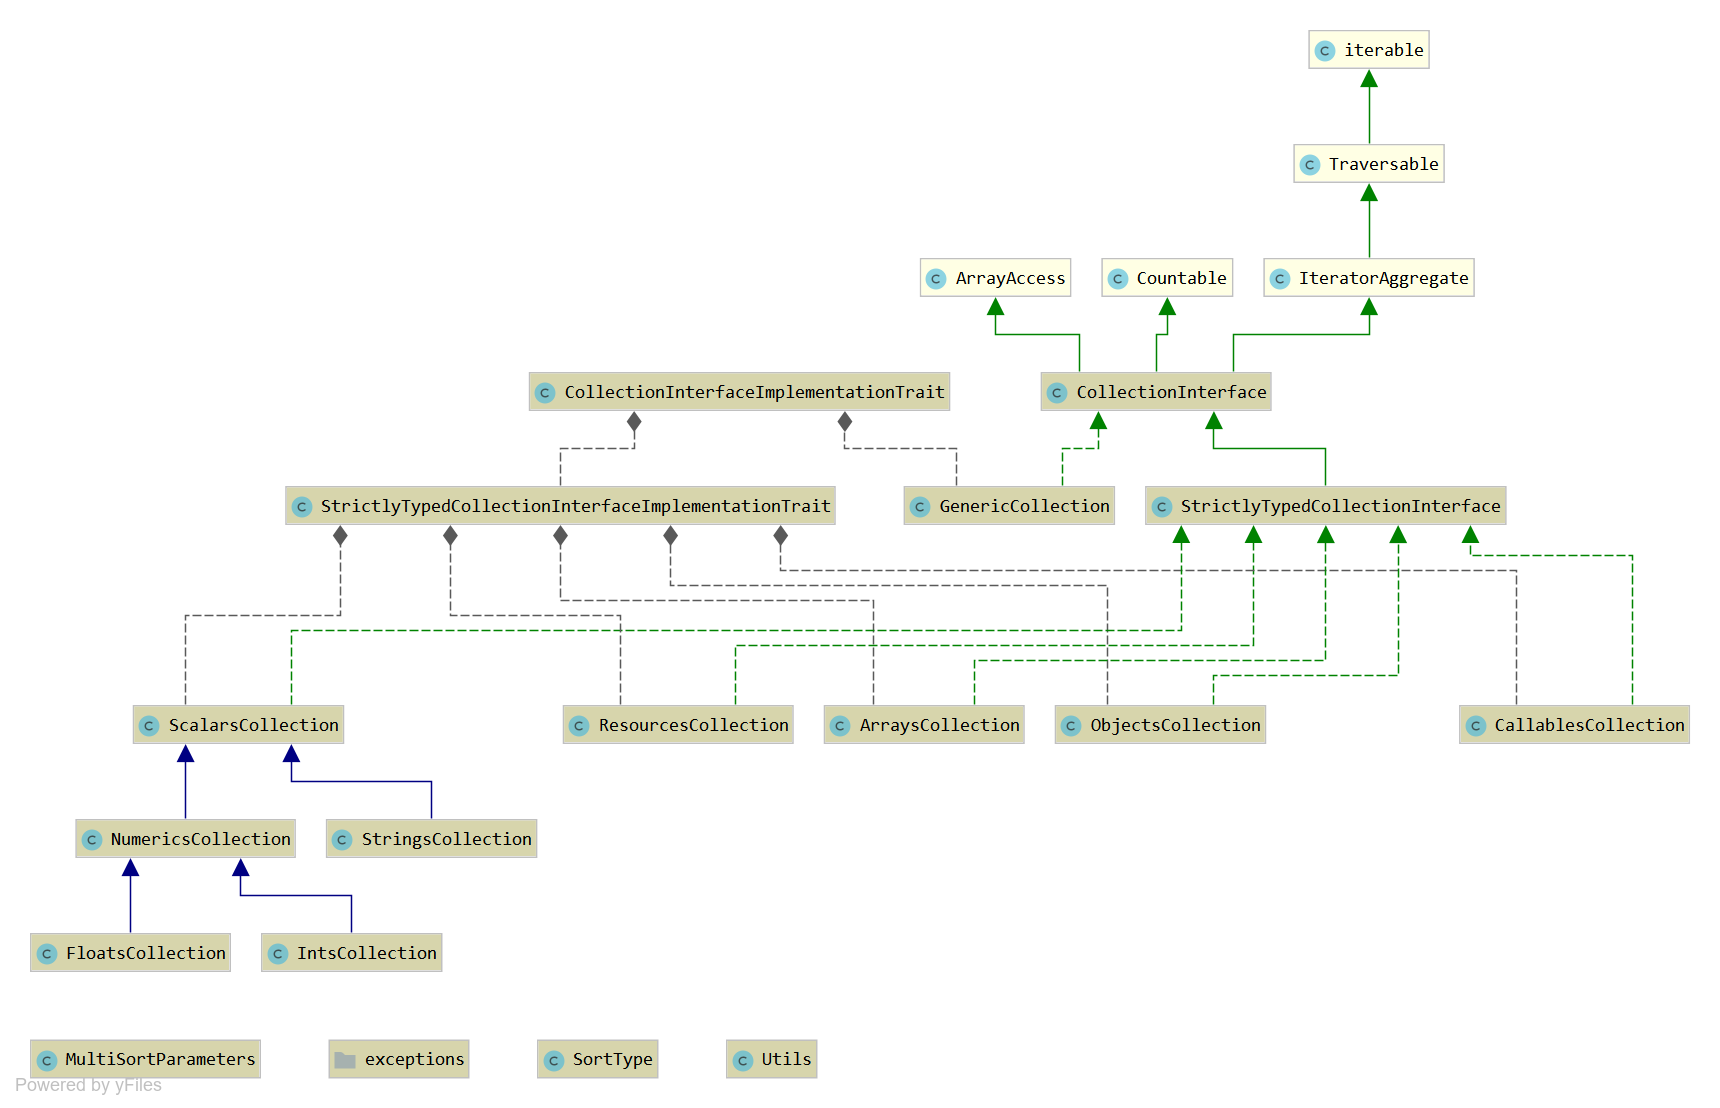 iterable
Traversable
ArrayAccess
Countable
IteratorAggregate
CollectionInterfaceImplementationTrait
CollectionInterface
StrictlyTypedCollectionInterfaceImplementationTrait
GenericCollection
StrictlyTypedCollectionInterface
ScalarsCollection
ResourcesCollection
ArraysCollection
ObjectsCollection
CallablesCollection
NumericsCollection
StringsCollection
FloatsCollection
IntsCollection
MultiSortParameters
exceptions
SortType
Utils
Powered by yFiles